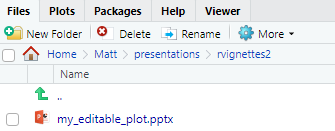 Files Plots Packages Help Viewer
New Folder Delete Rename More
Home Matt presentations rvignettes2
Name
..
my_editable_plot.pptx